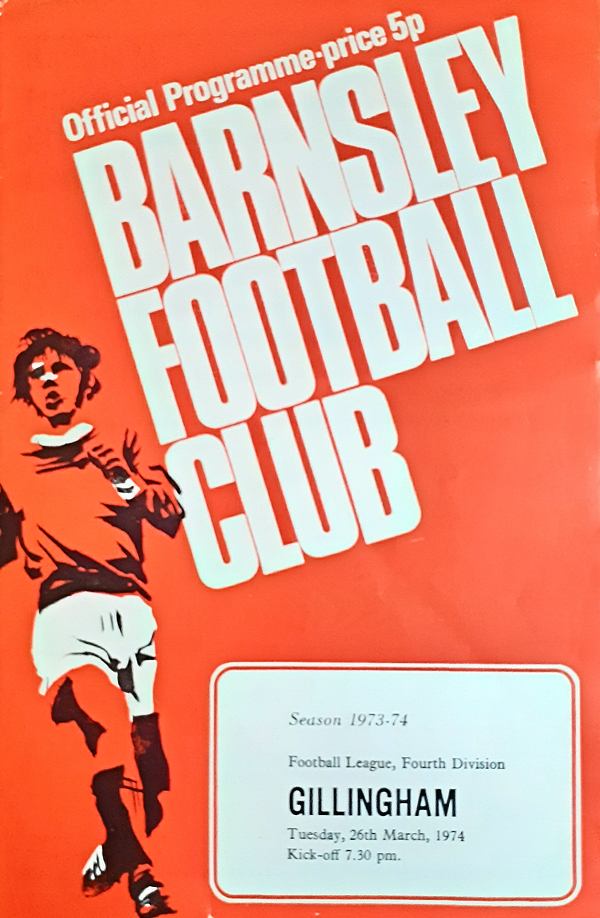 Official Programme-price 5p
BARNSLEY
FOOTBALL
CLUB
Season 1973-74
Football League, Fourth Division
GILLINGHAM
Tuesday, 26th March, 1974
Kick-off 7.30 pm.